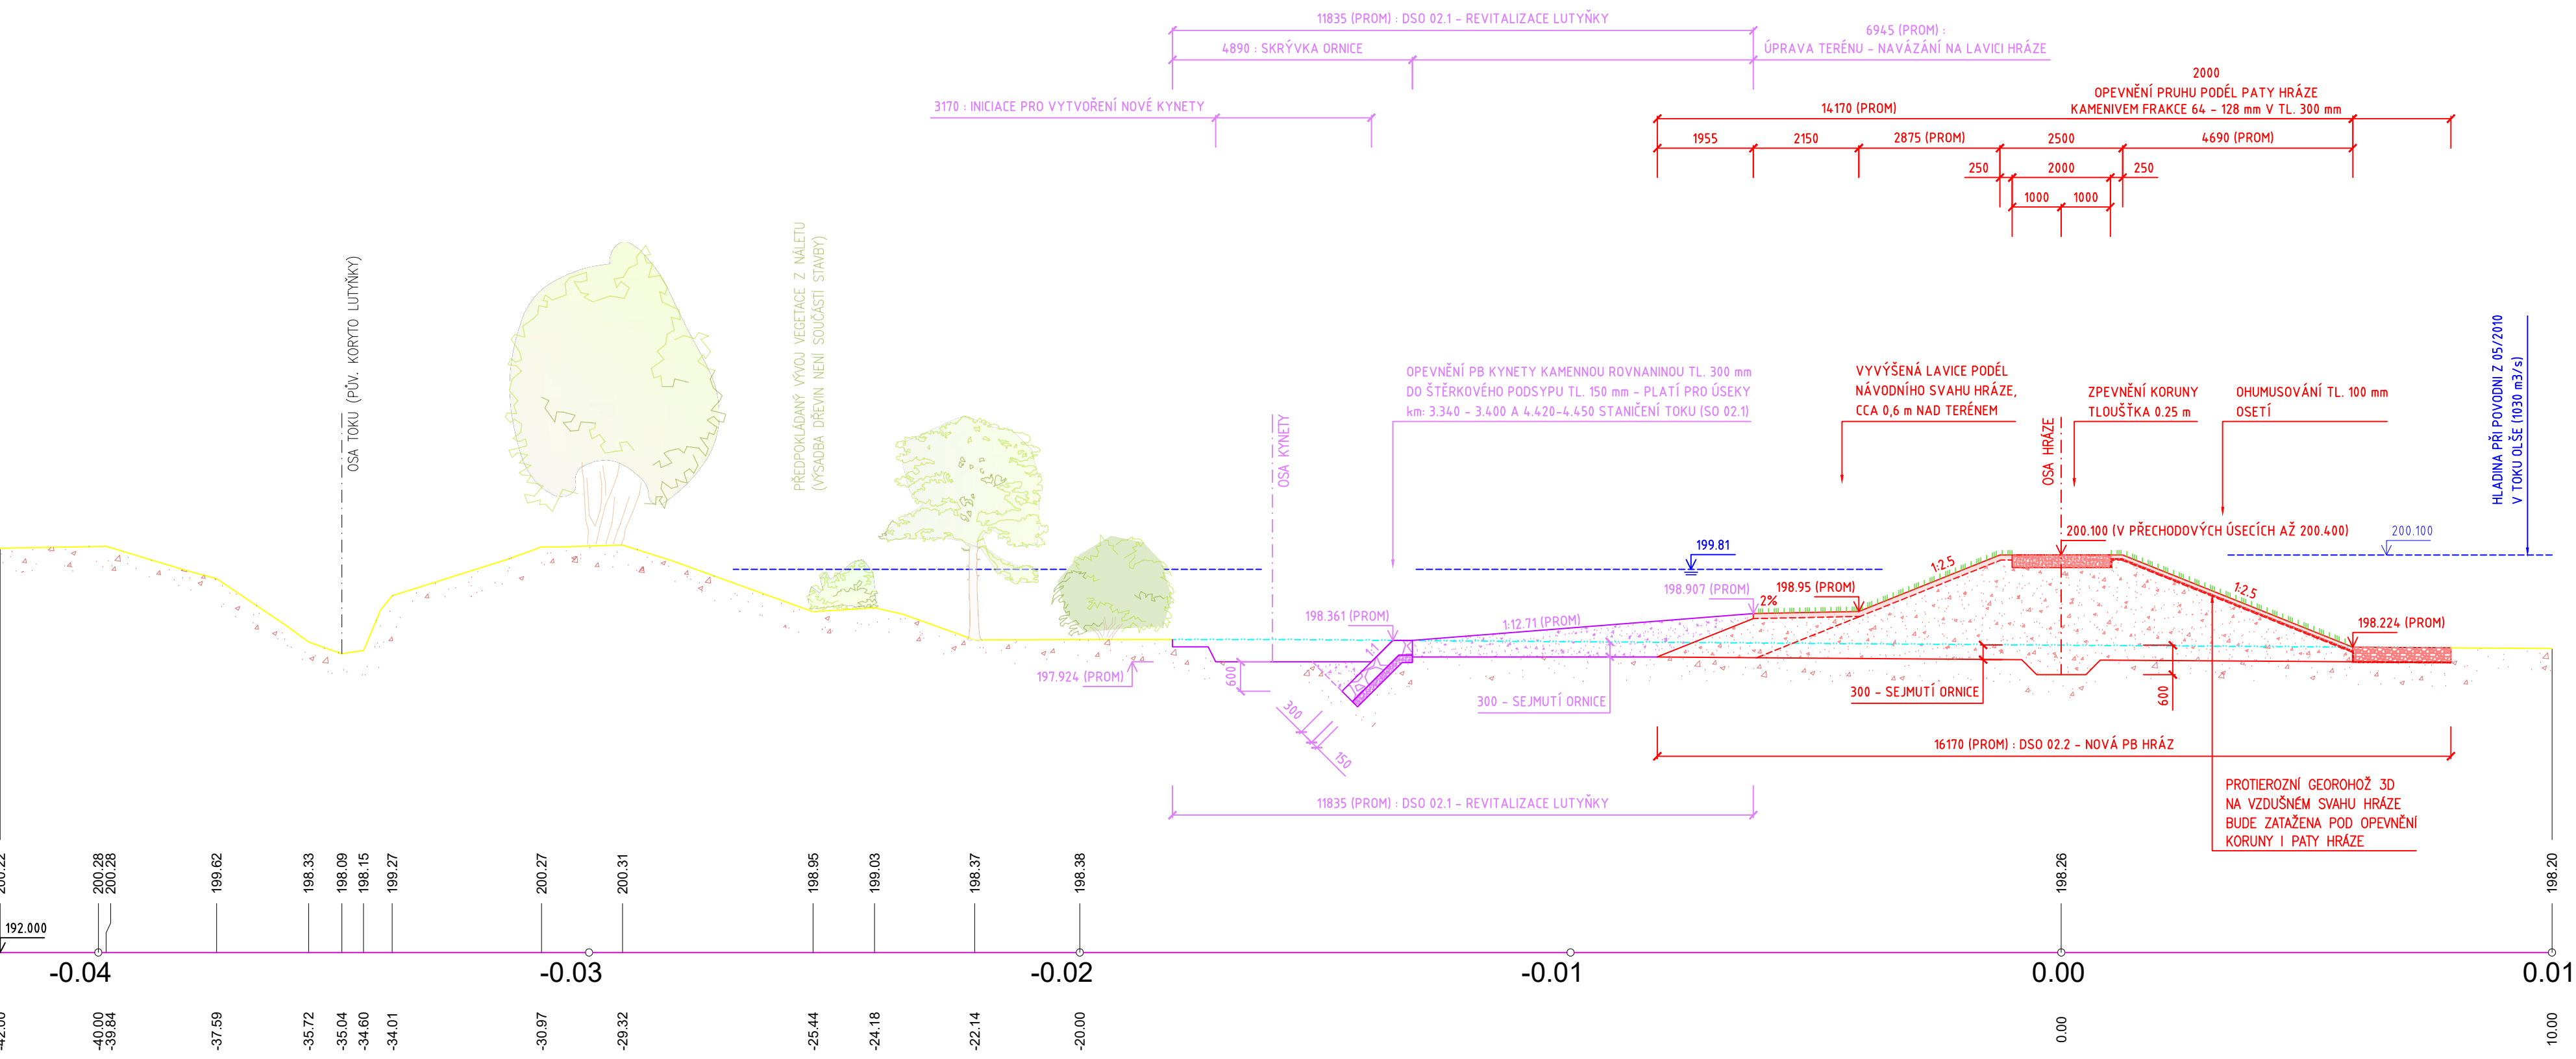 11835 (PROM) : DSO 02.1 - REVITALIZACE LUTYŇKY
4890 : SKRÝVKA ORNICE
6945 (PROM) :
ÚPRAVA TERÉNU - NAVÁZÁNÍ NA LAVICI HRÁZE
3170 : INICIACE PRO VYTVOŘENÍ NOVÉ KYNETY
2000
OPEVNĚNÍ PRUHU PODÉL PATY HRÁZE
KAMENIVEM FRAKCE 64 - 128 mm V TL. 300 mm
14170 (PROM)
1955
2150
2875 (PROM)
2500
4690 (PROM)
250
2000
250
1000
1000
OSA TOKU (PŮV. KORYTO LUTYŇKY)
PŘEDPOKLÁDANÝ VÝVOJ VEGETACE Z NÁLETU
(VÝSADBA DŘEVIN NENÍ SOUČÁSTÍ STAVBY)
OSA KYNETY
OPEVNĚNÍ PB KYNETY KAMENNOU ROVNANINOU TL. 300 mm
DO ŠTĚRKOVÉHO PODSYPU TL. 150 mm - PLATÍ PRO ÚSEKY
km: 3.340 - 3.400 A 4.420-4.450 STANIČENÍ TOKU (SO 02.1)
VYVÝŠENÁ LAVICE PODÉL
NÁVODNÍHO SVAHU HRÁZE,
CCA 0,6 m NAD TERÉNEM
OSA HRÁZE
ZPEVNĚNÍ KORUNY
TLOUŠŤKA 0.25 m
OHUMUSOVÁNÍ TL. 100 mm
OSETÍ
HLADINA PŘI POVODNI Z 05/2010
V TOKU OLŠE (1030 m3/s)
200.100 (V PŘECHODOVÝCH ÚSECÍCH AŽ 200.400)
200.100
199.81
198.907 (PROM)
2%
198.95 (PROM)
1:2.5
1:2.5
198.361 (PROM)
1:12.71 (PROM)
1:1
198.224 (PROM)
197.924 (PROM)
600
300
150
300 - SEJMUTÍ ORNICE
300 - SEJMUTÍ ORNICE
600
16170 (PROM) : DSO 02.2 - NOVÁ PB HRÁZ
11835 (PROM) : DSO 02.1 - REVITALIZACE LUTYŇKY
PROTIEROZNÍ GEOROHOŽ 3D
NA VZDUŠNÉM SVAHU HRÁZE
BUDE ZATAŽENA POD OPEVNĚNÍ
KORUNY I PATY HRÁZE
200.22
200.28
200.28
199.62
198.33
198.09
198.15
199.27
200.27
200.31
198.95
199.03
198.37
198.38
198.26
198.20
192.000
-0.04
-0.03
-0.02
-0.01
0.00
0.01
-42.00
-40.00
-39.84
-37.59
-35.72
-35.04
-34.60
-34.01
-30.97
-29.32
-25.44
-24.18
-22.14
-20.00
0.00
10.00